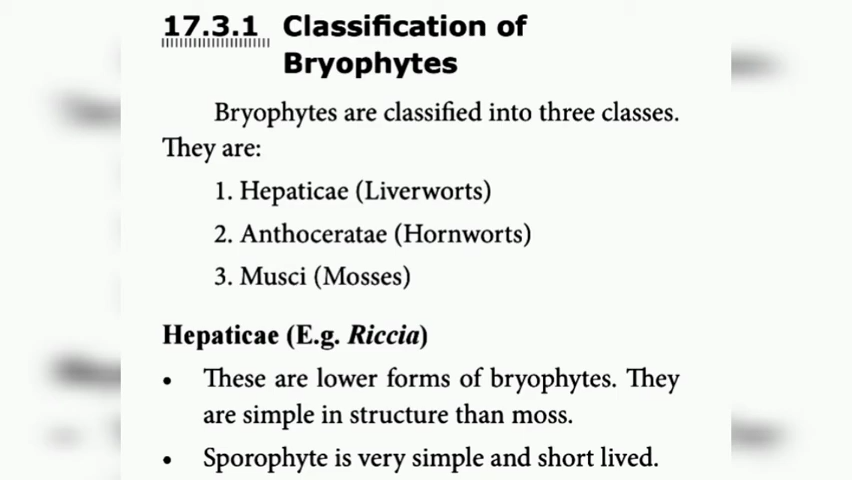 17.3.1 Classification of
Bryophytes
Bryophytes are classified into three classes.
They are:
1. Hepaticae (Liverworts)
2. Anthoceratae (Hornworts)
3. Musci (Mosses)
Hepaticae (E.g. Riccia)
• These are lower forms of bryophytes. They
are simple in structure than moss.
• Sporophyte is very simple and short lived.